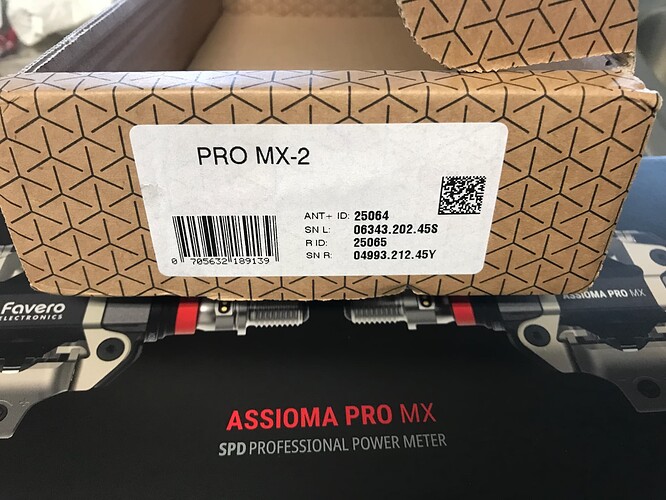 PRO MX-2
ANT+ ID: 25064
SN L: 06343.202.45S
R ID: 25065
SN R: 04993.212.45Y
0 705632 189139
Favero
ELECTRONICS
ASSIOMA PRO MX
ASSIOMA PRO MX
SPD PROFESSIONAL POWER METER